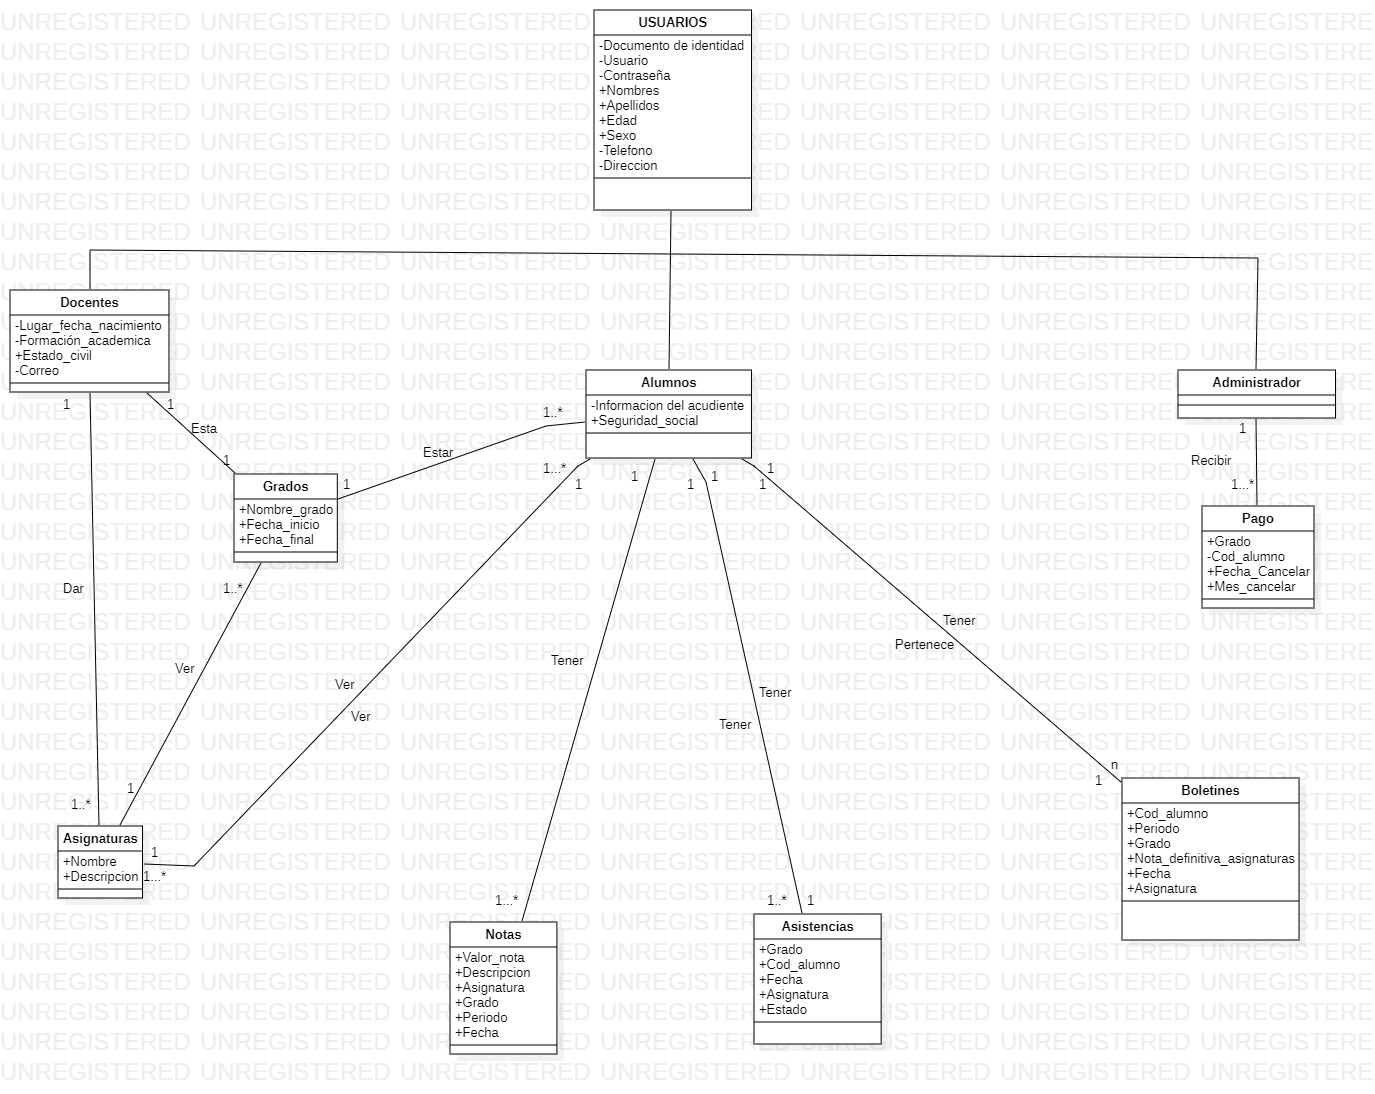 USUARIOS
-Documento de identidad
-Usuario
-Contraseña
+Nombres
+Apellidos
+Edad
+Sexo
-Telefono
-Direccion
Docentes
-Lugar_fecha_nacimiento
-Formación_academica
+Estado_civil
-Correo
Alumnos
-Informacion del acudiente
+Seguridad_social
Administrador
1
1
Esta
1
1..*
Estar
1
1...*
1
1
1
1
1
1
1
Recibir
1...*
Grados
+Nombre_grado
+Fecha_inicio
+Fecha_final
Pago
+Grado
-Cod_alumno
+Fecha_Cancelar
+Mes_cancelar
Dar
1..*
Ver
Ver
Ver
Tener
Tener
Tener
Tener
Pertenece
n
1
1
1..*
1
1...*
Asignaturas
+Nombre
+Descripcion
Boletines
+Cod_alumno
+Periodo
+Grado
+Nota_definitiva_asignaturas
+Fecha
+Asignatura
1...*
1..*
1
Notas
+Valor_nota
+Descripcion
+Asignatura
+Grado
+Periodo
+Fecha
Asistencias
+Grado
+Cod_alumno
+Fecha
+Asignatura
+Estado
UNREGISTERED